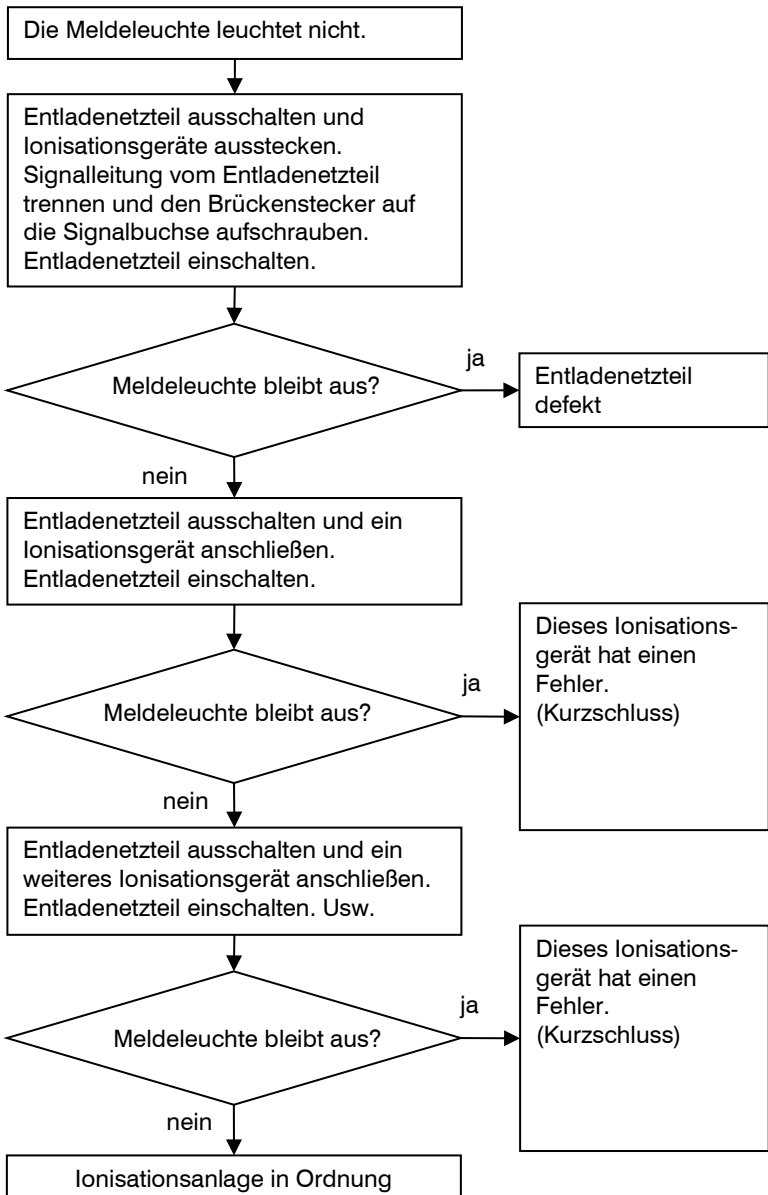 Die Meldeleuchte leuchtet nicht.
Entladenetzteil ausschalten und
Ionisationsgeräte ausstecken.
Signalleitung vom Entladenetzteil
trennen und den Brückenstecker auf
die Signalbuchse aufschrauben.
Entladenetzteil einschalten.
Meldeleuchte bleibt aus?
ja
Entladenetzteil
defekt
nein
Entladenetzteil ausschalten und ein
Ionisationsgerät anschließen.
Entladenetzteil einschalten.
Meldeleuchte bleibt aus?
ja
Dieses Ionisations-
gerät hat einen
Fehler.
(Kurzschluss)
nein
Entladenetzteil ausschalten und ein
weiteres Ionisationsgerät anschließen.
Entladenetzteil einschalten. Usw.
Meldeleuchte bleibt aus?
ja
Dieses Ionisations-
gerät hat einen
Fehler.
(Kurzschluss)
nein
Ionisationsanlage in Ordnung